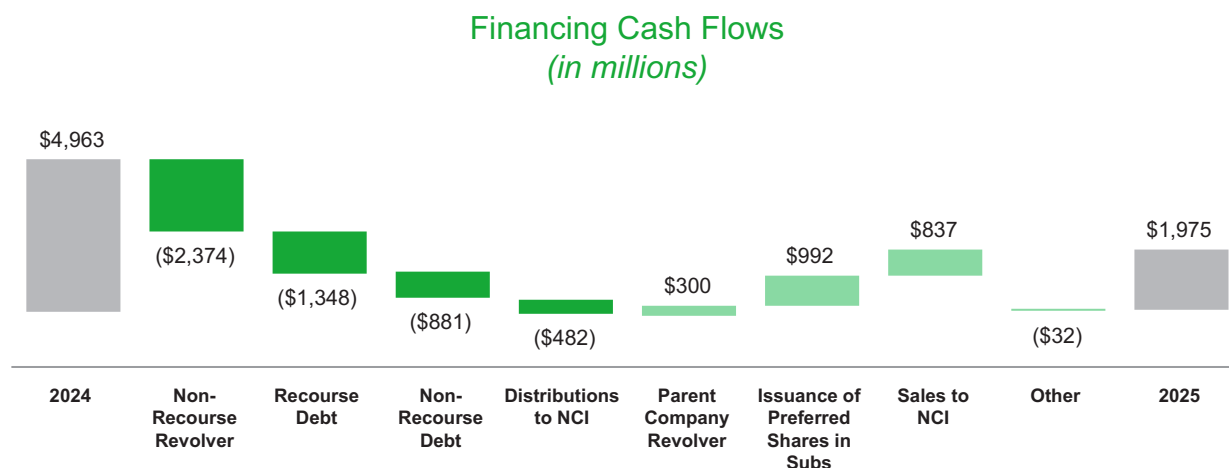 Financing Cash Flows
(in millions)
$4,963
($2,374)
($1,348)
($881)
($482)
$300
$992
$837
($32)
$1,975
2024
Non-
Recourse
Revolver
Recourse
Debt
Non-
Recourse
Debt
Distributions
to NCI
Parent
Company
Revolver
Issuance of
Preferred
Shares in
Subs
Sales to
NCI
Other
2025